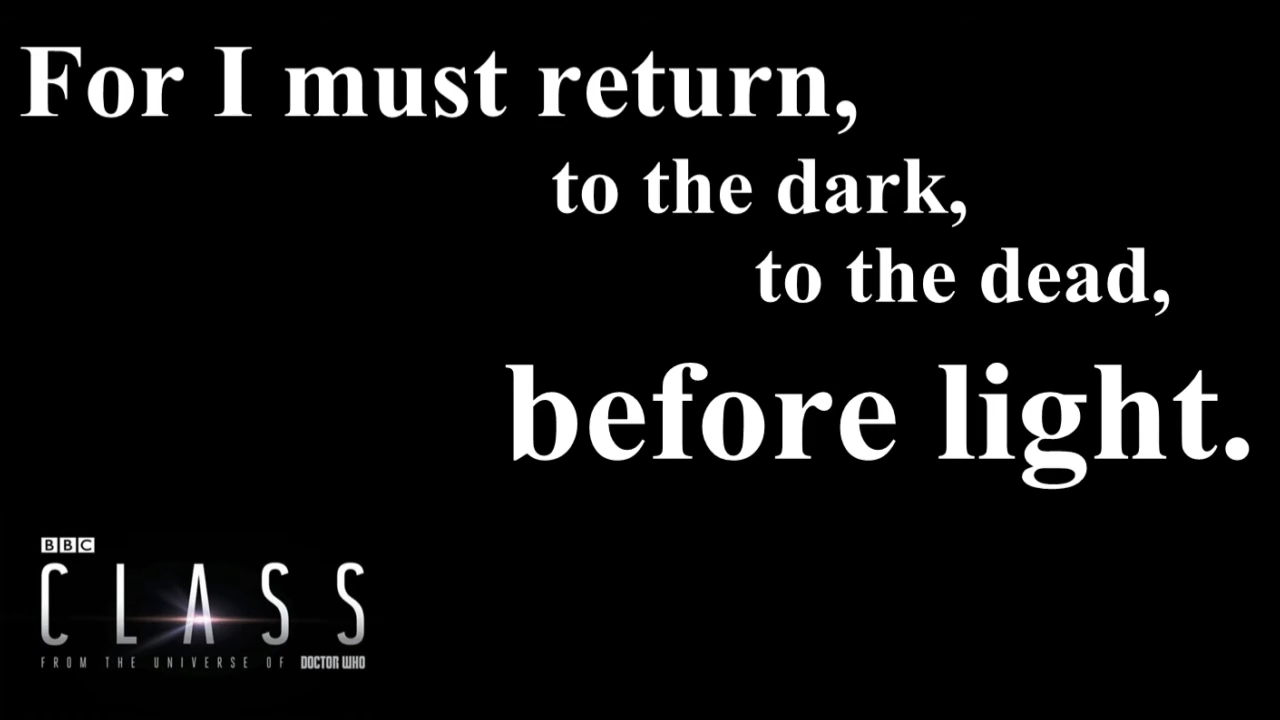 For I must return,
to the dark,
to the dead,
before light.
BBC
CLASS
FROM THE UNIVERSE OF DOCTOR WHO